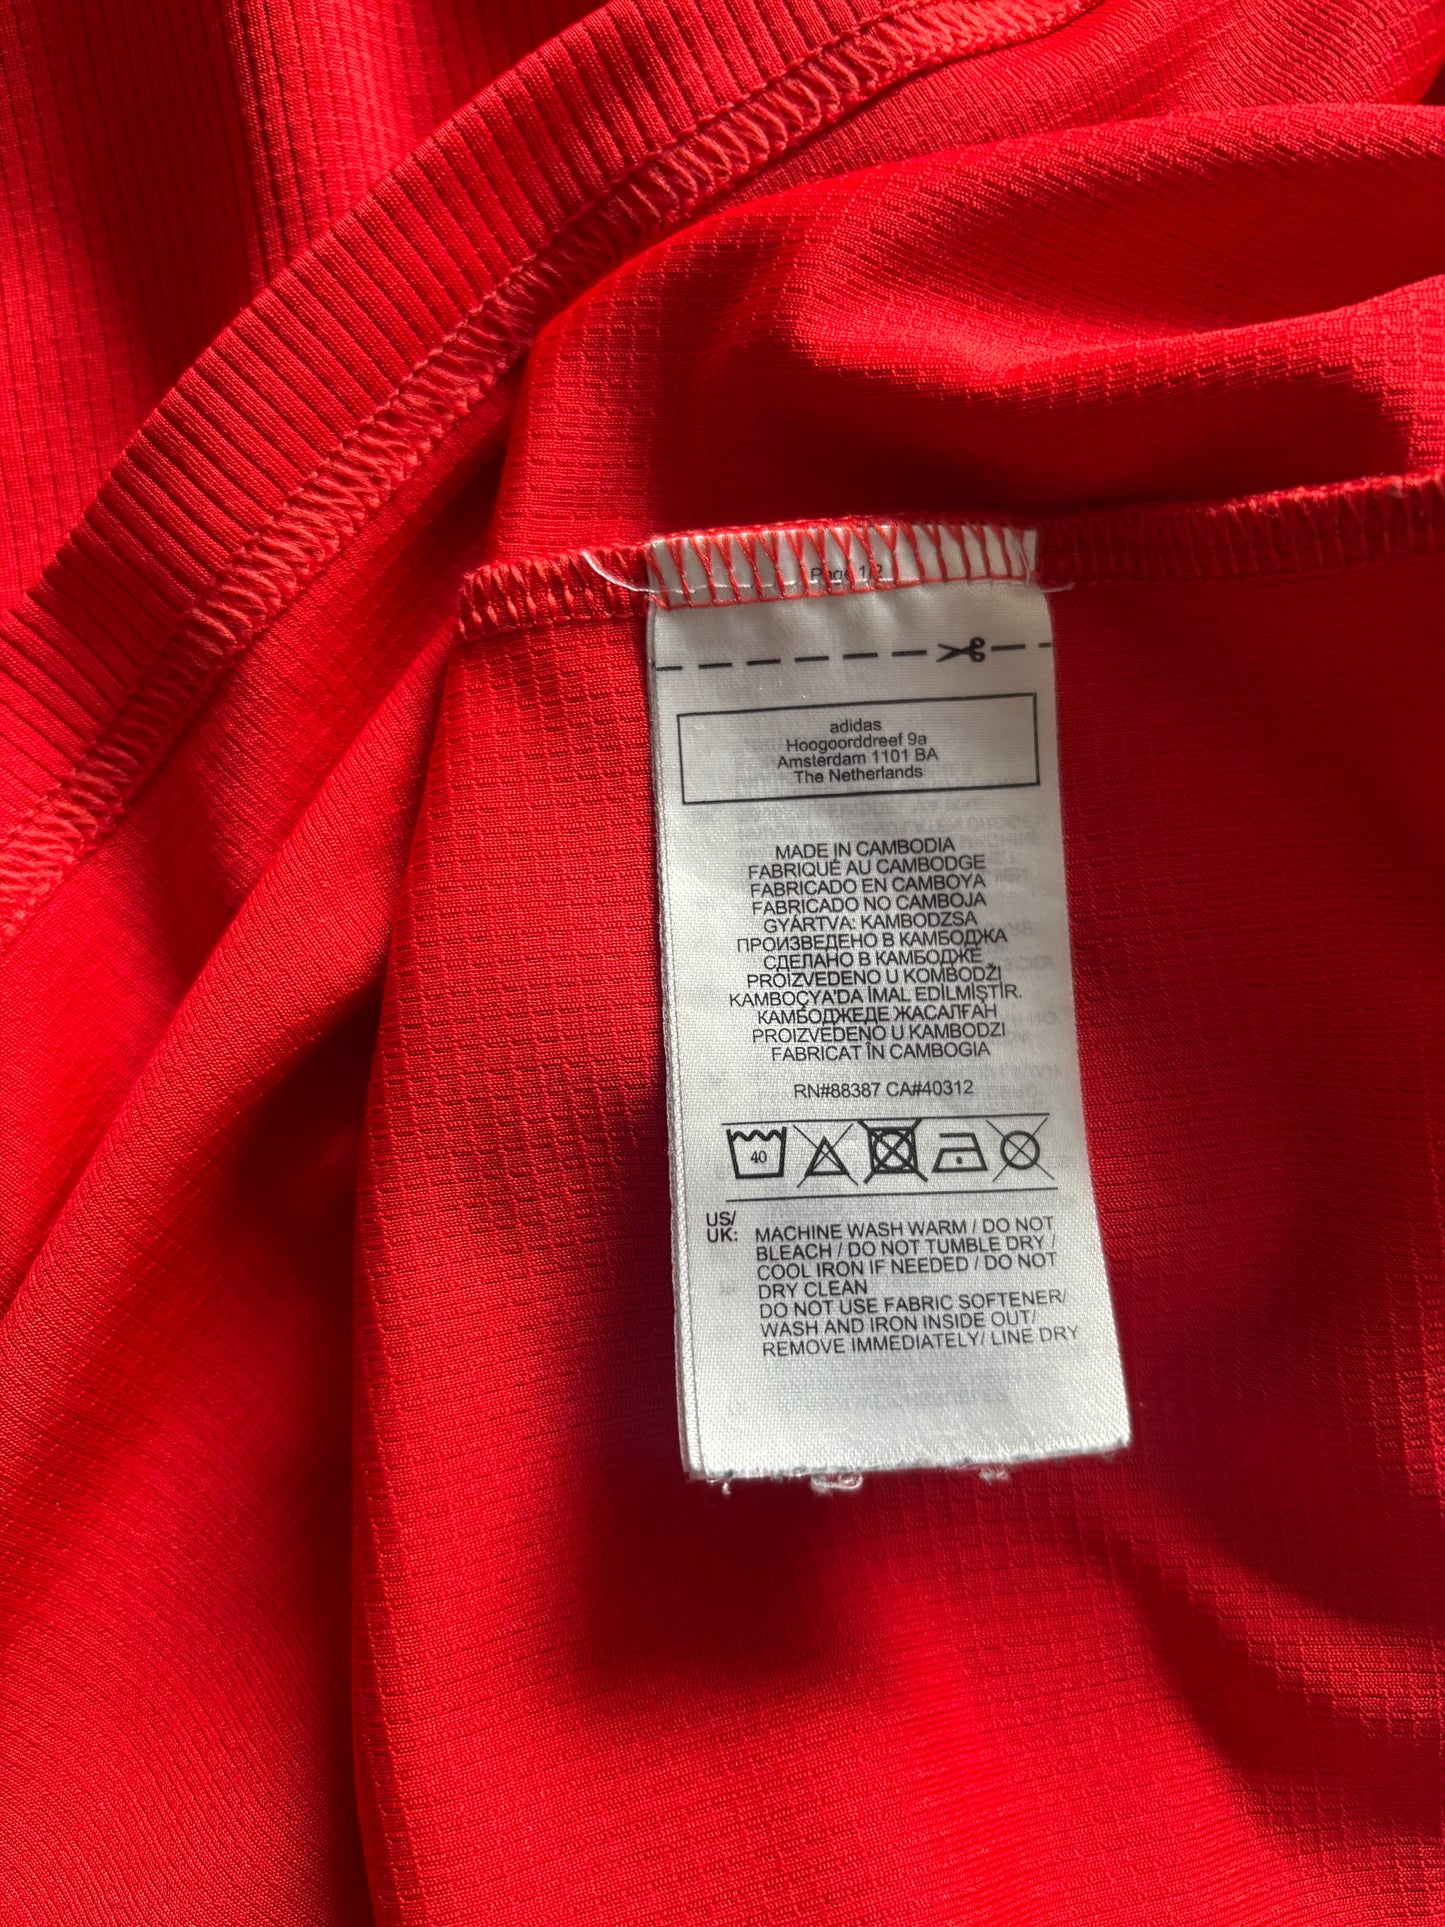 Page 1/2
adidas
Hoogoorddreef 9a
Amsterdam 1101 BA
The Netherlands
MADE IN CAMBODIA
FABRIQUÉ AU CAMBODGE
FABRICADO EN CAMBOYA
FABRICADO NO CAMBOJA
GYÁRTVA: KAMBODZSA
ПРОИЗВЕДЕНО В КАМБОДЖА
СДЕЛАНО В КАМБОДЖЕ
PROIZVEDENO U KOMBODŽI
KAMBOÇYA'DA İMAL EDİLMİŞTİR.
КАМБОДЖЕДЕ ЖАСАЛҒАН
PROIZVEDENO U KAMBODZI
FABRICAT ÎN CAMBOGIA
RN#88387 CA#40312
40
US/
UK:
MACHINE WASH WARM / DO NOT
BLEACH / DO NOT TUMBLE DRY /
COOL IRON IF NEEDED / DO NOT
DRY CLEAN
DO NOT USE FABRIC SOFTENER/
WASH AND IRON INSIDE OUT/
REMOVE IMMEDIATELY/ LINE DRY